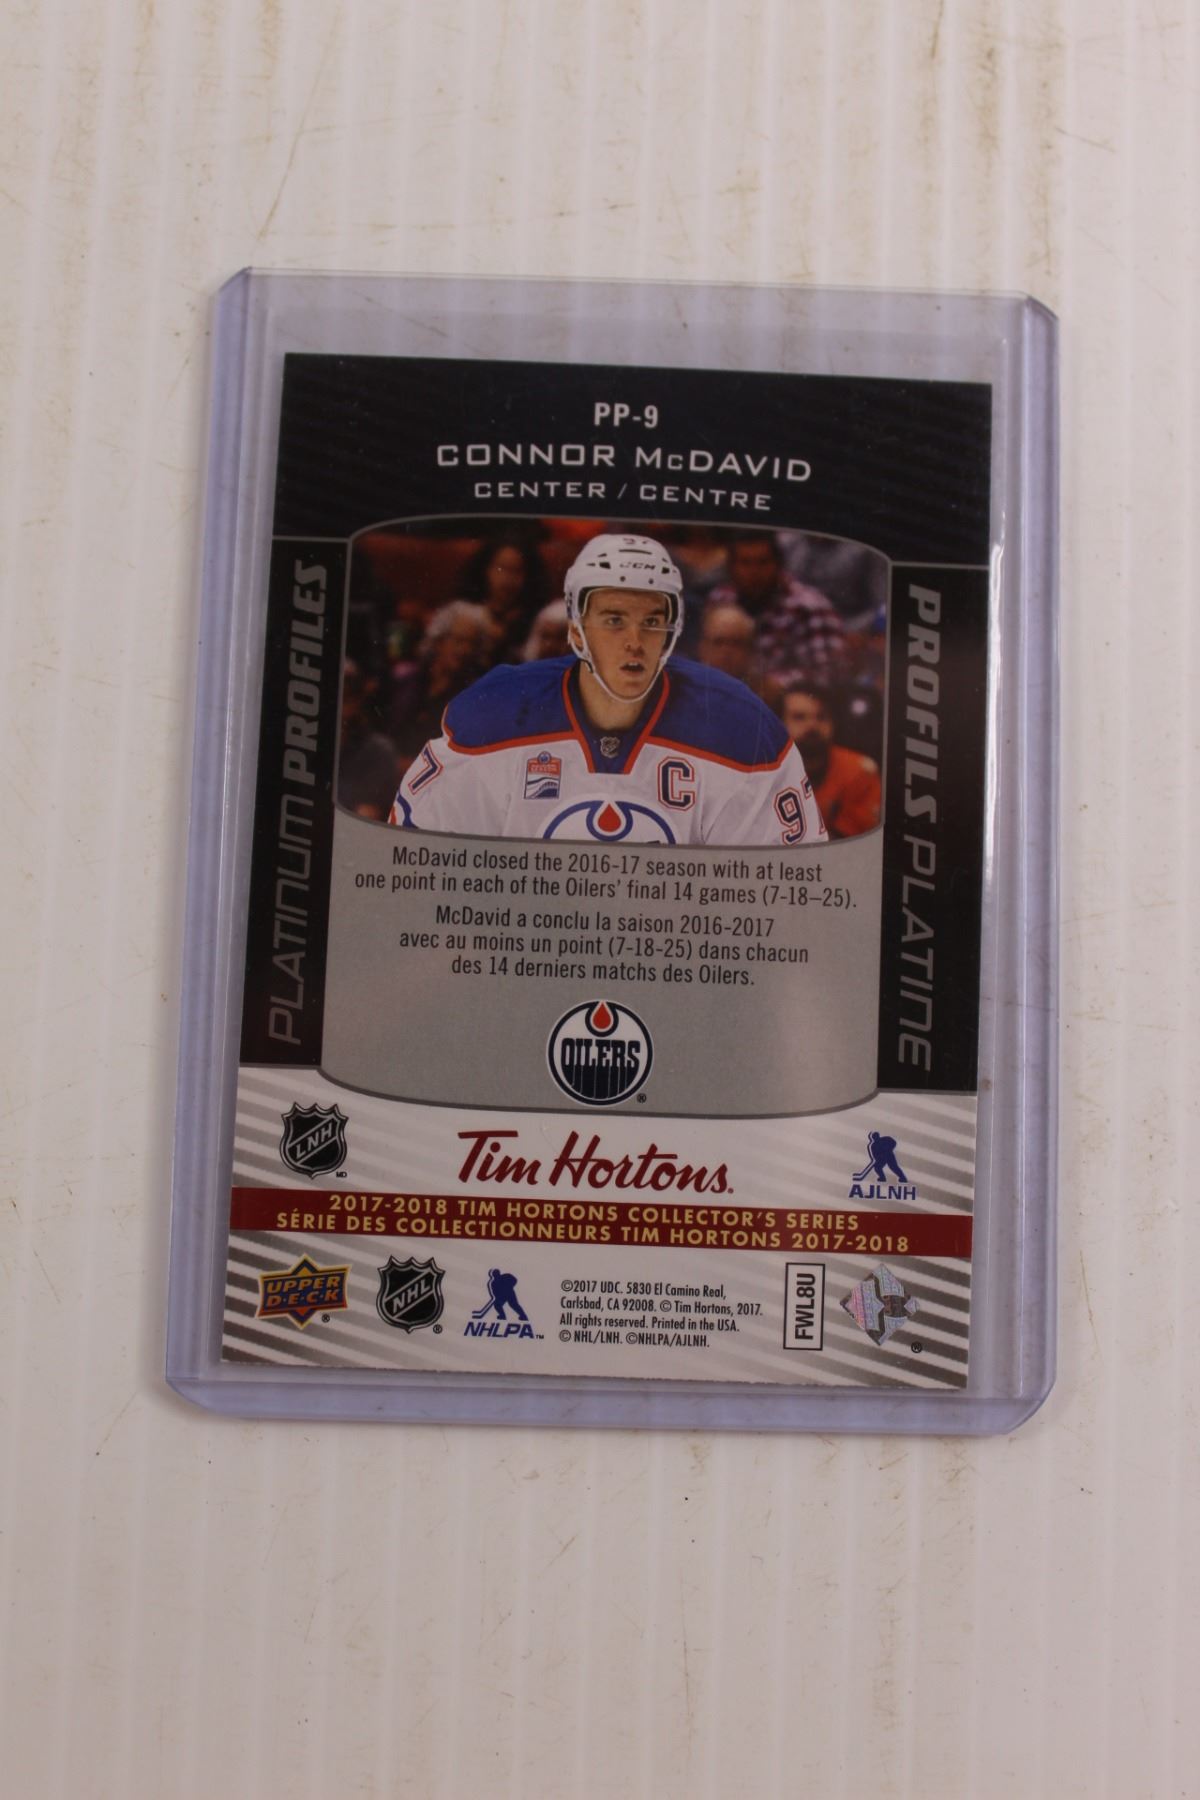 PP-9
CONNOR McDAVID
CENTER / CENTRE
PLATINUM PROFILES
PROFILS PLATINE
97
CCM
7
C
97
McDavid closed the 2016-17 season with at least
one point in each of the Oilers' final 14 games (7-18–25).
McDavid a conclu la saison 2016-2017
avec au moins un point (7-18-25) dans chacun
des 14 derniers matchs des Oilers.
OILERS
®
LNH
MD
Tim Hortons.
AJLNH
2017-2018 TIM HORTONS COLLECTOR'S SERIES
SÉRIE DES COLLECTIONNEURS TIM HORTONS 2017-2018
UPPER
D·E·C·K
®
NHL
®
NHLPA™
©2017 UDC. 5830 El Camino Real,
Carlsbad, CA 92008. © Tim Hortons, 2017.
All rights reserved. Printed in the USA.
© NHL/LNH. ©NHLPA/AJLNH.
FWL8U
®